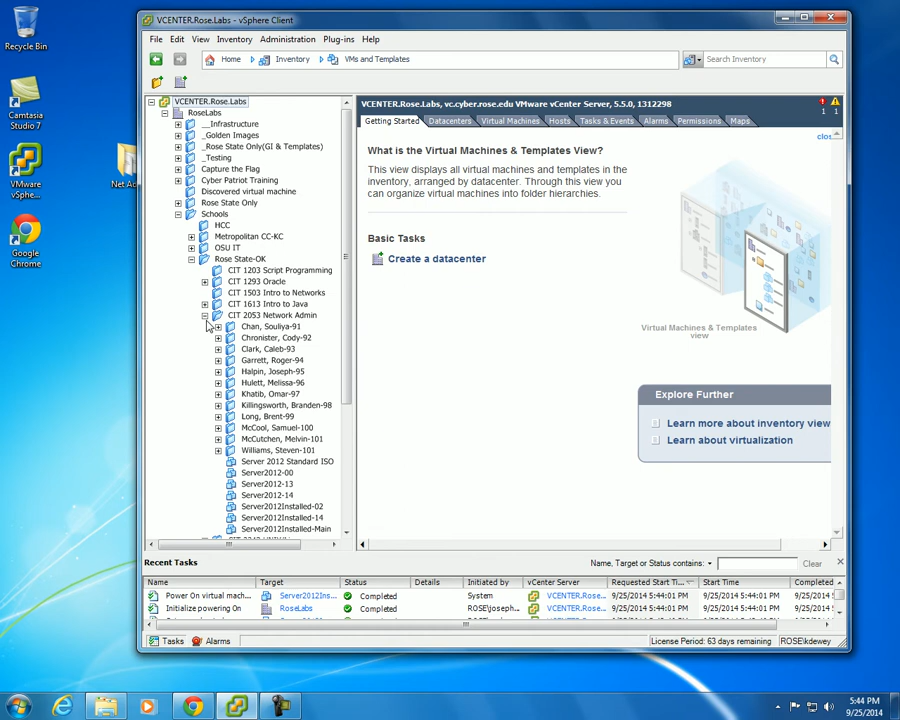 Recycle Bin
Camtasia
Studio 7
VMware
vSphe...
Net Ad
Google
Chrome
VCENTER.Rose.Labs - vSphere Client
File Edit View Inventory Administration Plug-ins Help
Home Inventory VMs and Templates
Search Inventory
VCENTER.Rose.Labs
RoseLabs
__Infrastructure
_Golden Images
_Rose State Only(GI & Templates)
_Testing
Capture the Flag
Cyber Patriot Training
Discovered virtual machine
Rose State Only
Schools
HCC
Metropolitan CC-KC
OSU IT
Rose State-OK
CIT 1203 Script Programming
CIT 1293 Oracle
CIT 1503 Intro to Networks
CIT 1613 Intro to Java
CIT 2053 Network Admin
Chan, Souliya-91
Chronister, Cody-92
Clark, Caleb-93
Garrett, Roger-94
Halpin, Joseph-95
Hulett, Melissa-96
Khatib, Omar-97
Killingsworth, Branden-98
Long, Brent-99
McCool, Samuel-100
McCutchen, Melvin-101
Williams, Steven-101
Server 2012 Standard ISO
Server2012-00
Server2012-13
Server2012-14
Server2012Installed-02
Server2012Installed-14
Server2012Installed-Main
VCENTER.Rose.Labs, vc.cyber.rose.edu VMware vCenter Server, 5.5.0, 1312298
1 1
Getting Started Datacenters Virtual Machines Hosts Tasks & Events Alarms Permissions Maps
clos
What is the Virtual Machines & Templates View?
This view displays all virtual machines and templates in the
inventory, arranged by datacenter. Through this view you
can organize virtual machines into folder hierarchies.
Basic Tasks
Create a datacenter
Virtual Machines & Templates
view
Explore Further
Learn more about inventory view
Learn about virtualization
Recent Tasks
Name, Target or Status contains: Clear
Name Target Status Details Initiated by vCenter Server Requested Start Ti... Start Time Completed
Power On virtual mach... Server2012Ins... Completed System VCENTER.Rose... 9/25/2014 5:44:01 PM 9/25/2014 5:44:01 PM 9/25/2014
Initialize powering On RoseLabs Completed ROSE\joseph... VCENTER.Rose... 9/25/2014 5:44:01 PM 9/25/2014 5:44:01 PM 9/25/2014
Tasks Alarms
License Period: 63 days remaining ROSE\kdewey
5:44 PM
9/25/2014